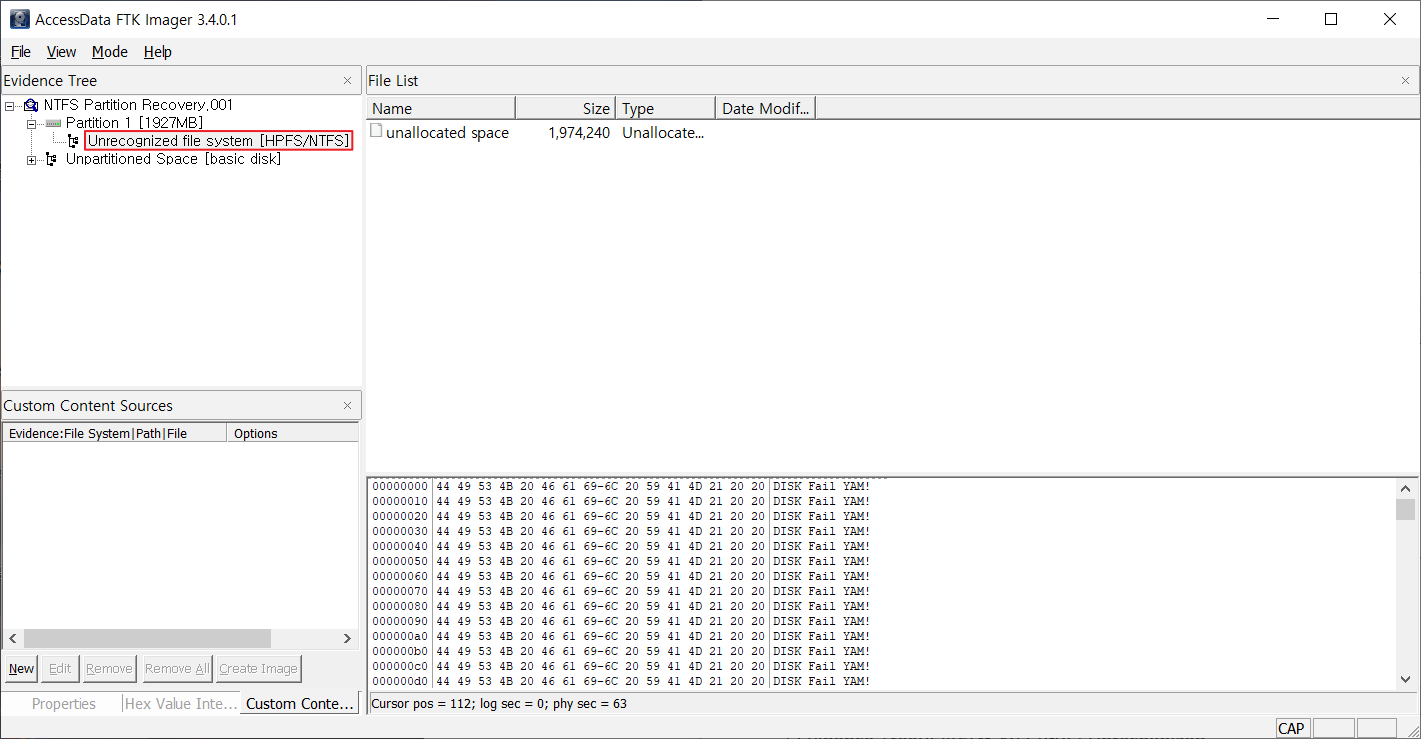 AccessData FTK Imager 3.4.0.1
File View Mode Help
Evidence Tree
NTFS Partition Recovery,001
Partition 1 [1927MB]
Unrecognized file system [HPFS/NTFS]
Unpartitioned Space [basic disk]
File List
Name Size Type Date Modif...
unallocated space 1,974,240 Unallocate...
Custom Content Sources
Evidence:File System|Path|File Options
New Edit Remove Remove All Create Image
Properties Hex Value Inte... Custom Conte...
00000000 44 49 53 4B 20 46 61 69-6C 20 59 41 4D 21 20 20 DISK Fail YAM!
00000010 44 49 53 4B 20 46 61 69-6C 20 59 41 4D 21 20 20 DISK Fail YAM!
00000020 44 49 53 4B 20 46 61 69-6C 20 59 41 4D 21 20 20 DISK Fail YAM!
00000030 44 49 53 4B 20 46 61 69-6C 20 59 41 4D 21 20 20 DISK Fail YAM!
00000040 44 49 53 4B 20 46 61 69-6C 20 59 41 4D 21 20 20 DISK Fail YAM!
00000050 44 49 53 4B 20 46 61 69-6C 20 59 41 4D 21 20 20 DISK Fail YAM!
00000060 44 49 53 4B 20 46 61 69-6C 20 59 41 4D 21 20 20 DISK Fail YAM!
00000070 44 49 53 4B 20 46 61 69-6C 20 59 41 4D 21 20 20 DISK Fail YAM!
00000080 44 49 53 4B 20 46 61 69-6C 20 59 41 4D 21 20 20 DISK Fail YAM!
00000090 44 49 53 4B 20 46 61 69-6C 20 59 41 4D 21 20 20 DISK Fail YAM!
000000a0 44 49 53 4B 20 46 61 69-6C 20 59 41 4D 21 20 20 DISK Fail YAM!
000000b0 44 49 53 4B 20 46 61 69-6C 20 59 41 4D 21 20 20 DISK Fail YAM!
000000c0 44 49 53 4B 20 46 61 69-6C 20 59 41 4D 21 20 20 DISK Fail YAM!
000000d0 44 49 53 4B 20 46 61 69-6C 20 59 41 4D 21 20 20 DISK Fail YAM!
Cursor pos = 112; log sec = 0; phy sec = 63
CAP